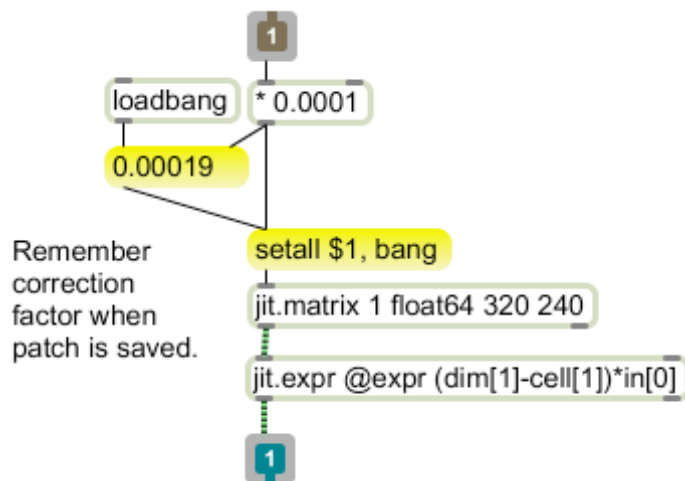 1
loadbang
* 0.0001
0.00019
setall $1, bang
Remember
correction
factor when
patch is saved.
jit.matrix 1 float64 320 240
jit.expr @expr (dim[1]-cell[1])*in[0]
1